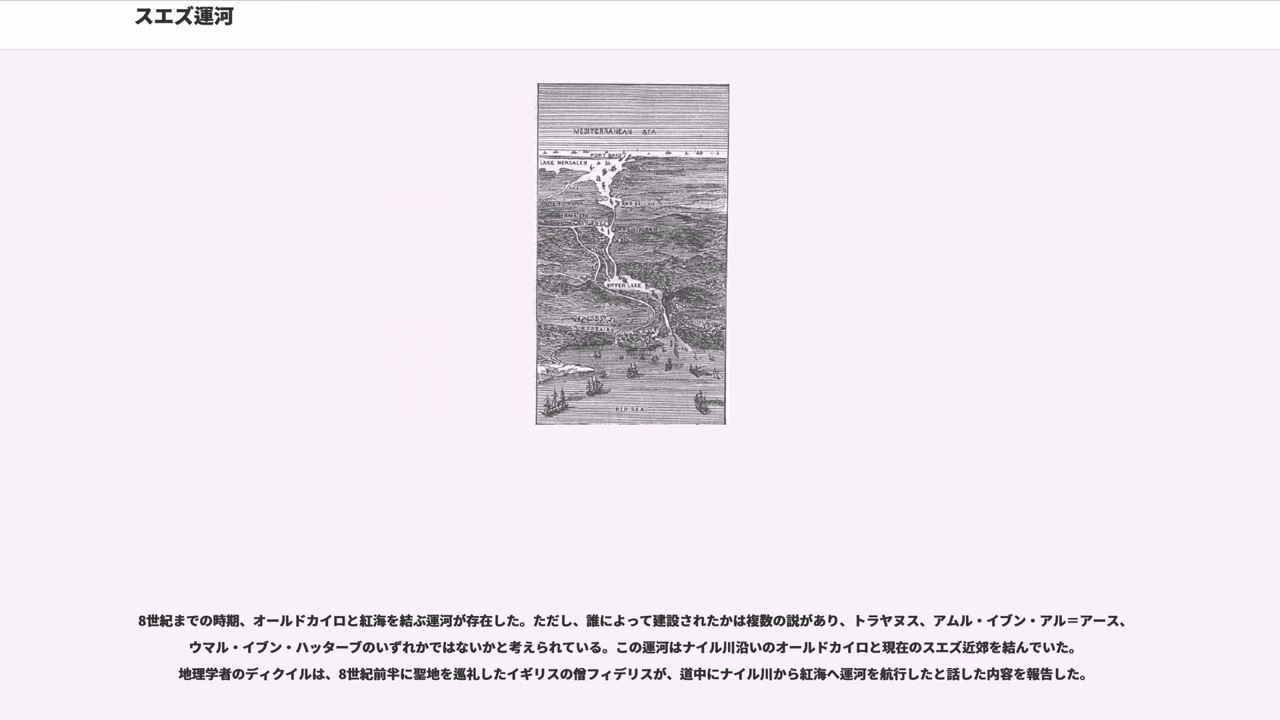 スエズ運河
MEDITERRANEAN SEA
PORT SAID
LAKE MENSALEH
BITTER LAKE
RED SEA
8世紀までの時期、オールドカイロと紅海を結ぶ運河が存在した。ただし、誰によって建設されたかは複数の説があり、トラヤヌス、アムル・イブン・アル＝アース、
ウマル・イブン・ハッターブのいずれかではないかと考えられている。この運河はナイル川沿いのオールドカイロと現在のスエズ近郊を結んでいた。
地理学者のディクイルは、8世紀前半に聖地を巡礼したイギリスの僧フィデリスが、道中にナイル川から紅海へ運河を航行したと話した内容を報告した。